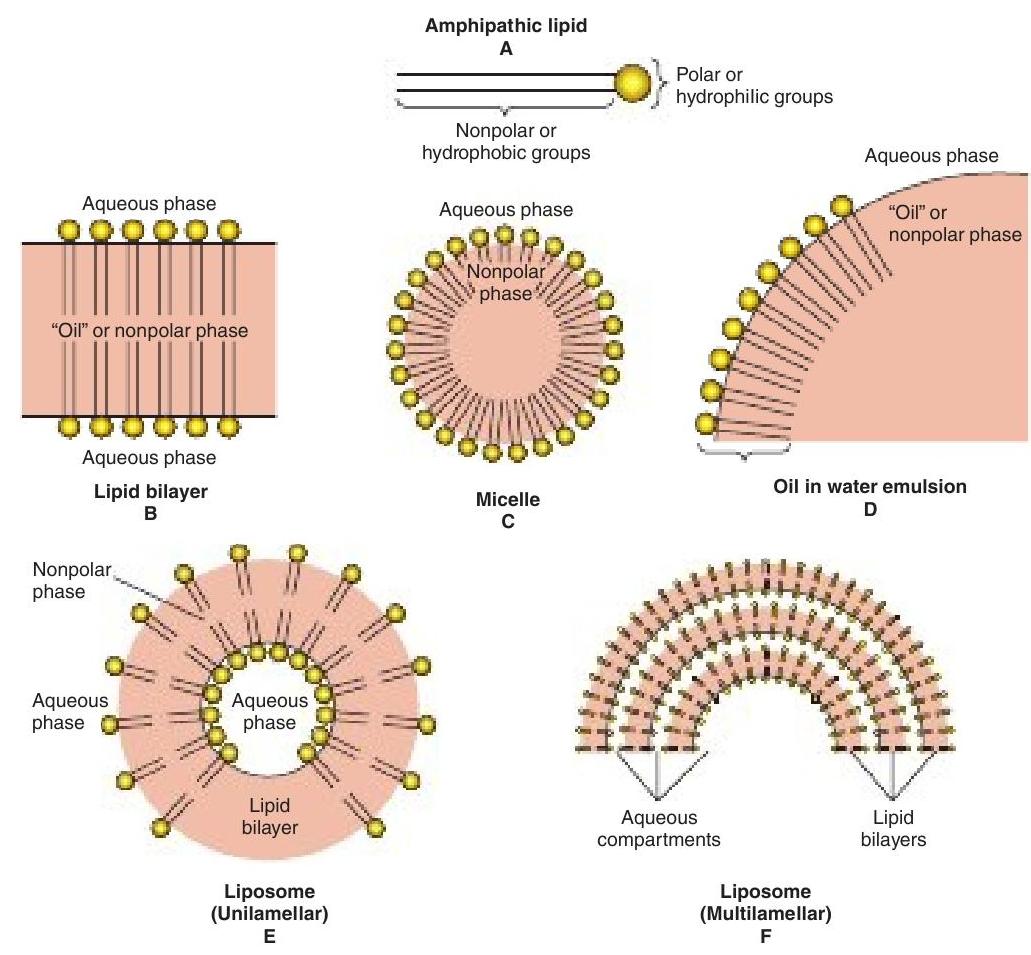 Amphipathic lipid
A
Polar or
hydrophilic groups
Nonpolar or
hydrophobic groups
Aqueous phase
“Oil” or nonpolar phase
Aqueous phase
Lipid bilayer
B
Aqueous phase
Nonpolar
phase
Micelle
C
Aqueous phase
“Oil” or
nonpolar phase
Oil in water emulsion
D
Nonpolar
phase
Aqueous
phase
Aqueous
phase
Lipid
bilayer
Liposome
(Unilamellar)
E
Aqueous
compartments
Lipid
bilayers
Liposome
(Multilamellar)
F